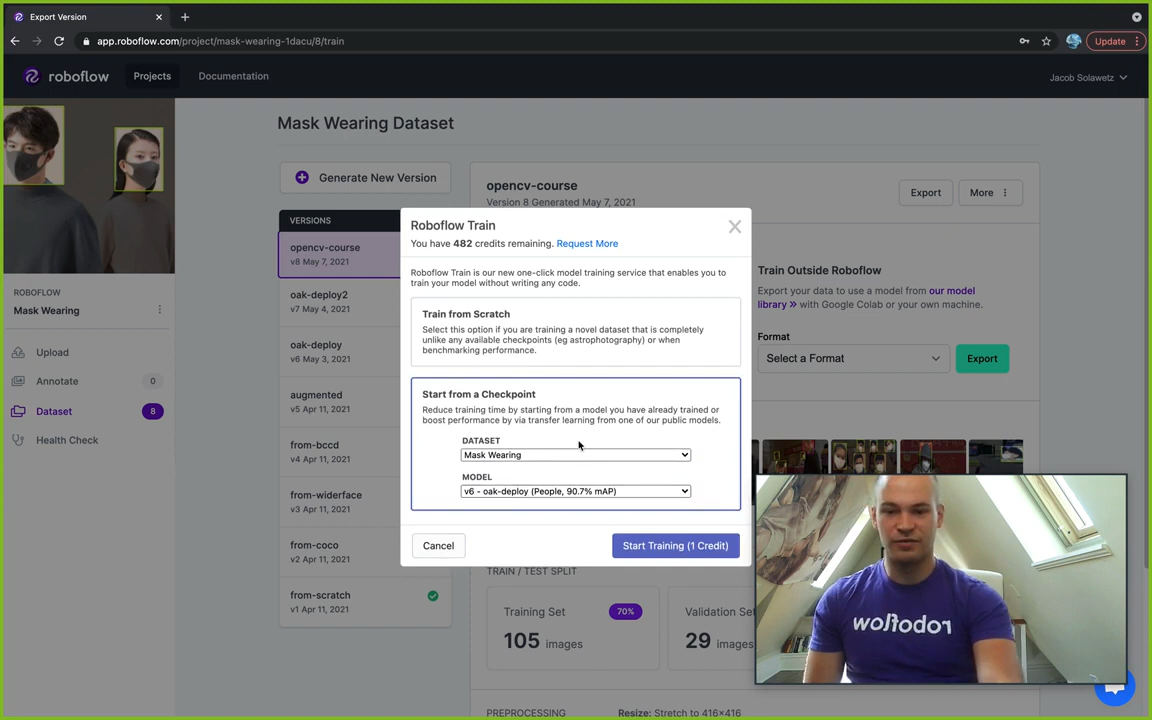 Export Version
app.roboflow.com/project/mask-wearing-1dacu/8/train
Update
roboflow
Projects
Documentation
Jacob Solawetz
Mask Wearing Dataset
Generate New Version
VERSIONS
opencv-course
v8 May 7, 2021
oak-deploy2
v7 May 4, 2021
oak-deploy
v6 May 3, 2021
augmented
v5 Apr 11, 2021
from-bccd
v4 Apr 11, 2021
from-widerface
v3 Apr 11, 2021
from-coco
v2 Apr 11, 2021
from-scratch
v1 Apr 11, 2021
ROBOFLOW
Mask Wearing
Upload
Annotate
0
Dataset
8
Health Check
opencv-course
Version 8 Generated May 7, 2021
Export
More
Roboflow Train
You have 482 credits remaining. Request More
Roboflow Train is our new one-click model training service that enables you to
train your model without writing any code.
Train from Scratch
Select this option if you are training a novel dataset that is completely
unlike any available checkpoints (eg astrophotography) or when
benchmarking performance.
Start from a Checkpoint
Reduce training time by starting from a model you have already trained or
boost performance by via transfer learning from one of our public models.
DATASET
Mask Wearing
MODEL
v6 - oak-deploy (People, 90.7% mAP)
Cancel
Start Training (1 Credit)
Train Outside Roboflow
Export your data to use a model from our model
library » with Google Colab or your own machine.
Format
Select a Format
Export
TRAIN / TEST SPLIT
Training Set
70%
105 images
Validation Set
29 images
PREPROCESSING
Resize: Stretch to 416×416
roboflow